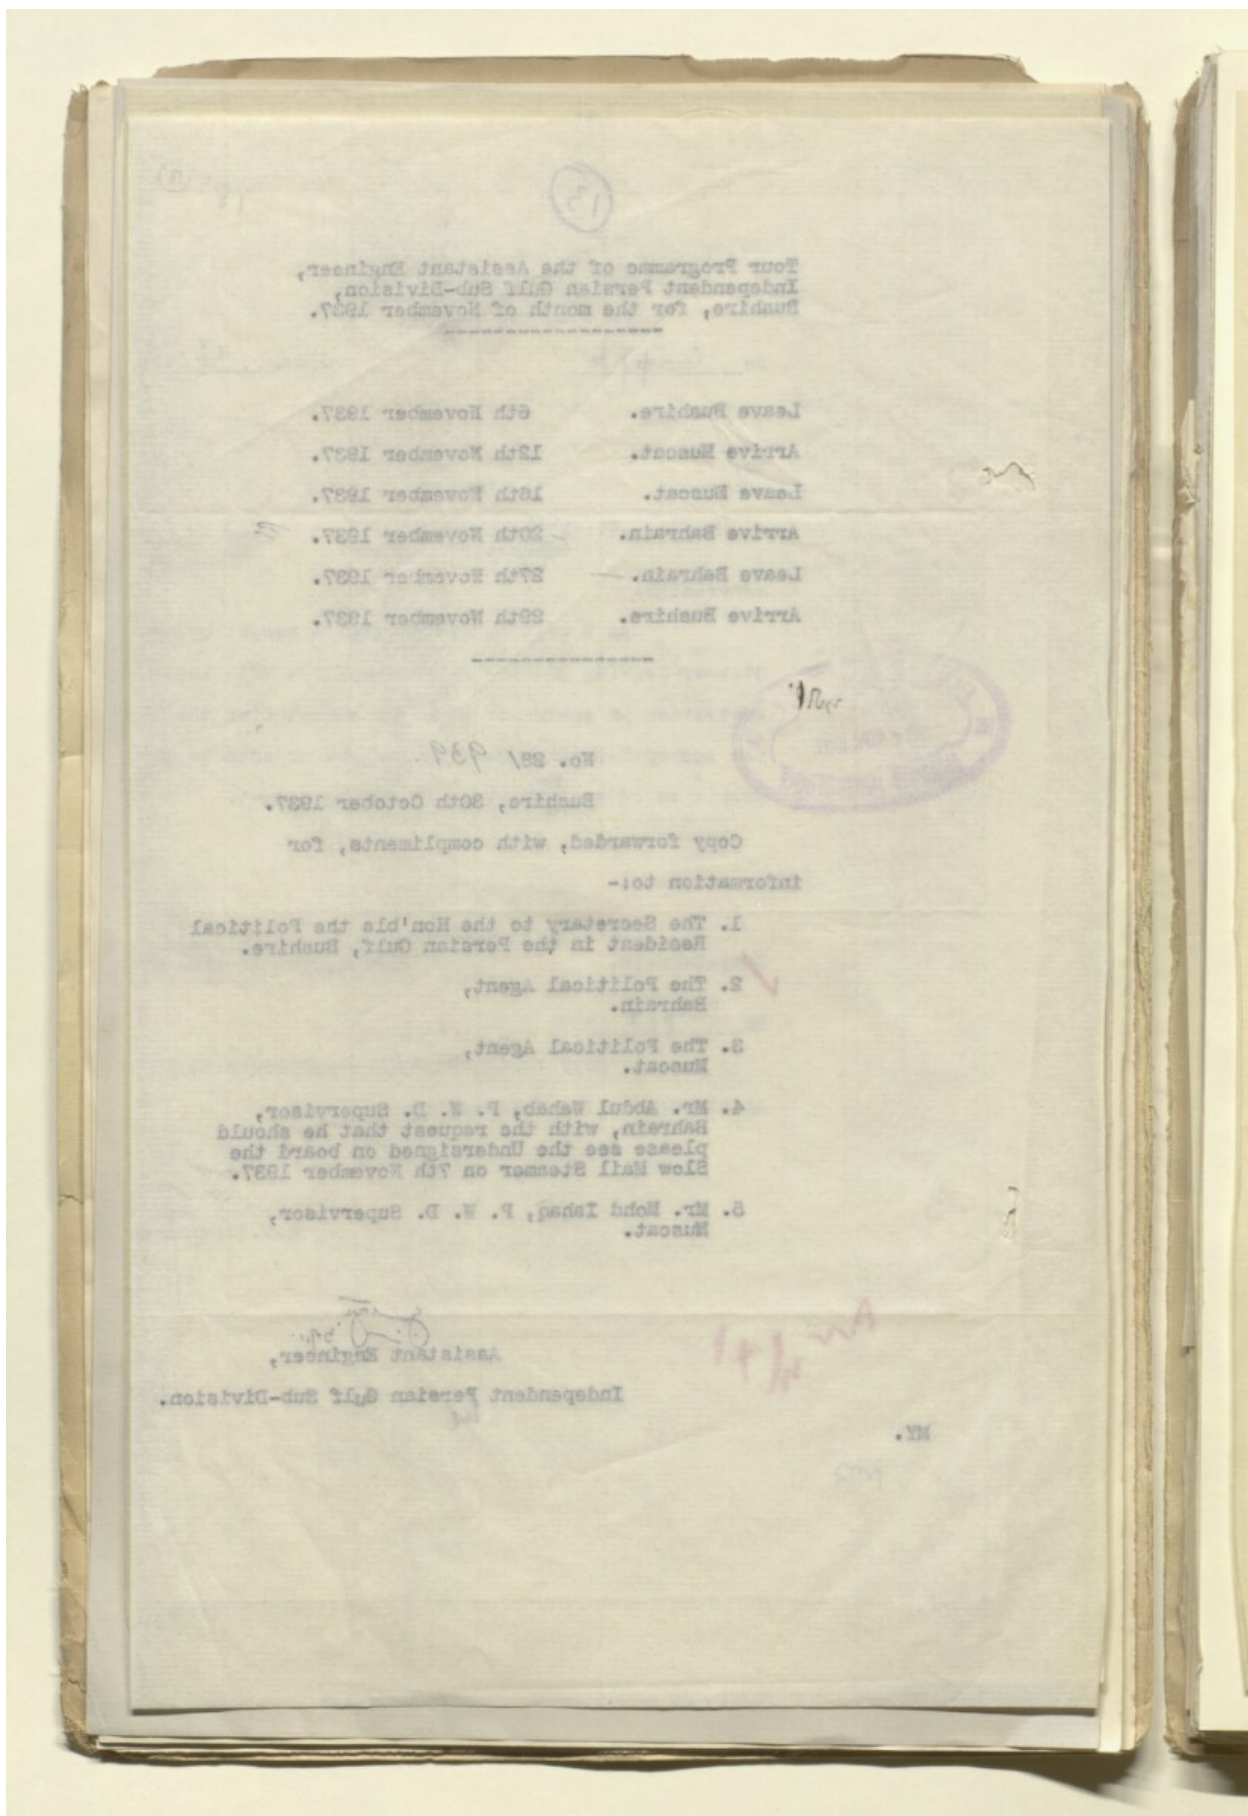 13
Tour Programme of the Assistant Engineer,
Independent Persian Gulf Sub-Division,
Bushire, for the month of November 1937.
Leave Bushire. 6th November 1937.
Arrive Muscat. 12th November 1937.
Leave Muscat. 16th November 1937.
Arrive Bahrain. 20th November 1937.
Leave Bahrain. 27th November 1937.
Arrive Bushire. 29th November 1937.
No. 28/939.
Bushire, 30th October 1937.
Copy forwarded, with compliments, for
information to:-
1. The Secretary to the Hon'ble the Political
Resident in the Persian Gulf, Bushire.
2. The Political Agent,
Bahrain.
3. The Political Agent,
Muscat.
4. Mr. Abdul Wahab, P. W. D. Supervisor,
Bahrain, with the request that he should
please see the Undersigned on board the
Slow Mail Steamer on 7th November 1937.
5. Mr. Mohd Ishaq, P. W. D. Supervisor,
Muscat.
Assistant Engineer,
Independent Persian Gulf Sub-Division.
MY.